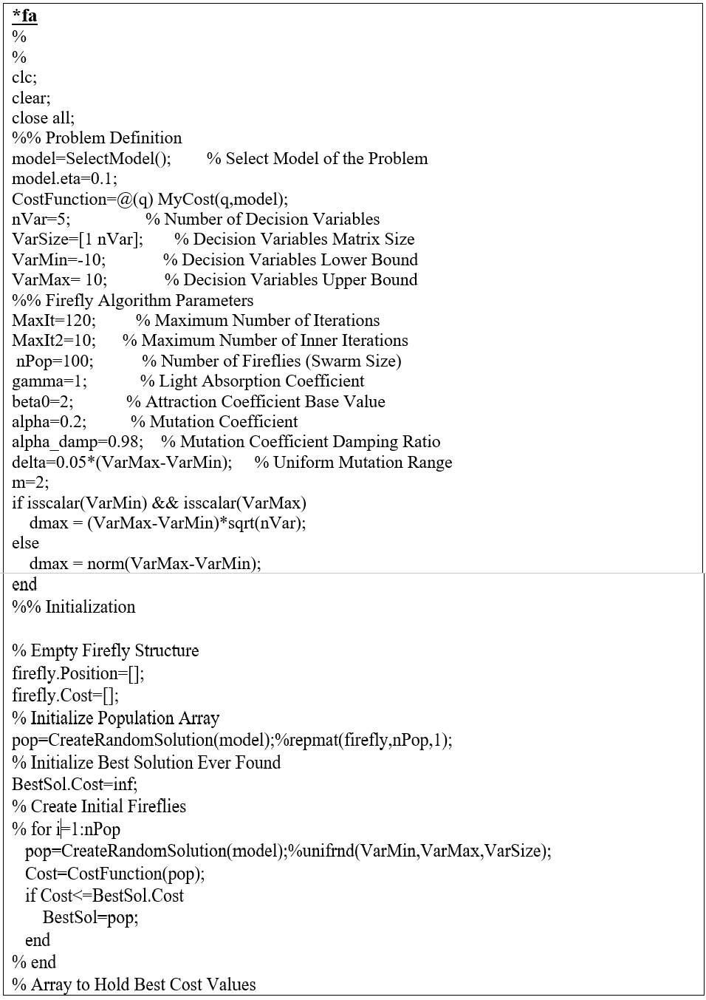 *fa
%
%
clc;
clear;
close all;
%% Problem Definition
model=SelectModel();        % Select Model of the Problem
model.eta=0.1;
CostFunction=@(q) MyCost(q,model);
nVar=5;                 % Number of Decision Variables
VarSize=[1 nVar];       % Decision Variables Matrix Size
VarMin=-10;             % Decision Variables Lower Bound
VarMax= 10;             % Decision Variables Upper Bound
%% Firefly Algorithm Parameters
MaxIt=120;         % Maximum Number of Iterations
MaxIt2=10;      % Maximum Number of Inner Iterations
 nPop=100;           % Number of Fireflies (Swarm Size)
gamma=1;            % Light Absorption Coefficient
beta0=2;            % Attraction Coefficient Base Value
alpha=0.2;          % Mutation Coefficient
alpha_damp=0.98;    % Mutation Coefficient Damping Ratio
delta=0.05*(VarMax-VarMin);     % Uniform Mutation Range
m=2;
if isscalar(VarMin) && isscalar(VarMax)
    dmax = (VarMax-VarMin)*sqrt(nVar);
else
    dmax = norm(VarMax-VarMin);
end
%% Initialization
% Empty Firefly Structure
firefly.Position=[];
firefly.Cost=[];
% Initialize Population Array
pop=CreateRandomSolution(model);%repmat(firefly,nPop,1);
% Initialize Best Solution Ever Found
BestSol.Cost=inf;
% Create Initial Fireflies
% for i=1:nPop
   pop=CreateRandomSolution(model);%unifrnd(VarMin,VarMax,VarSize);
   Cost=CostFunction(pop);
   if Cost<=BestSol.Cost
       BestSol=pop;
   end
% end
% Array to Hold Best Cost Values